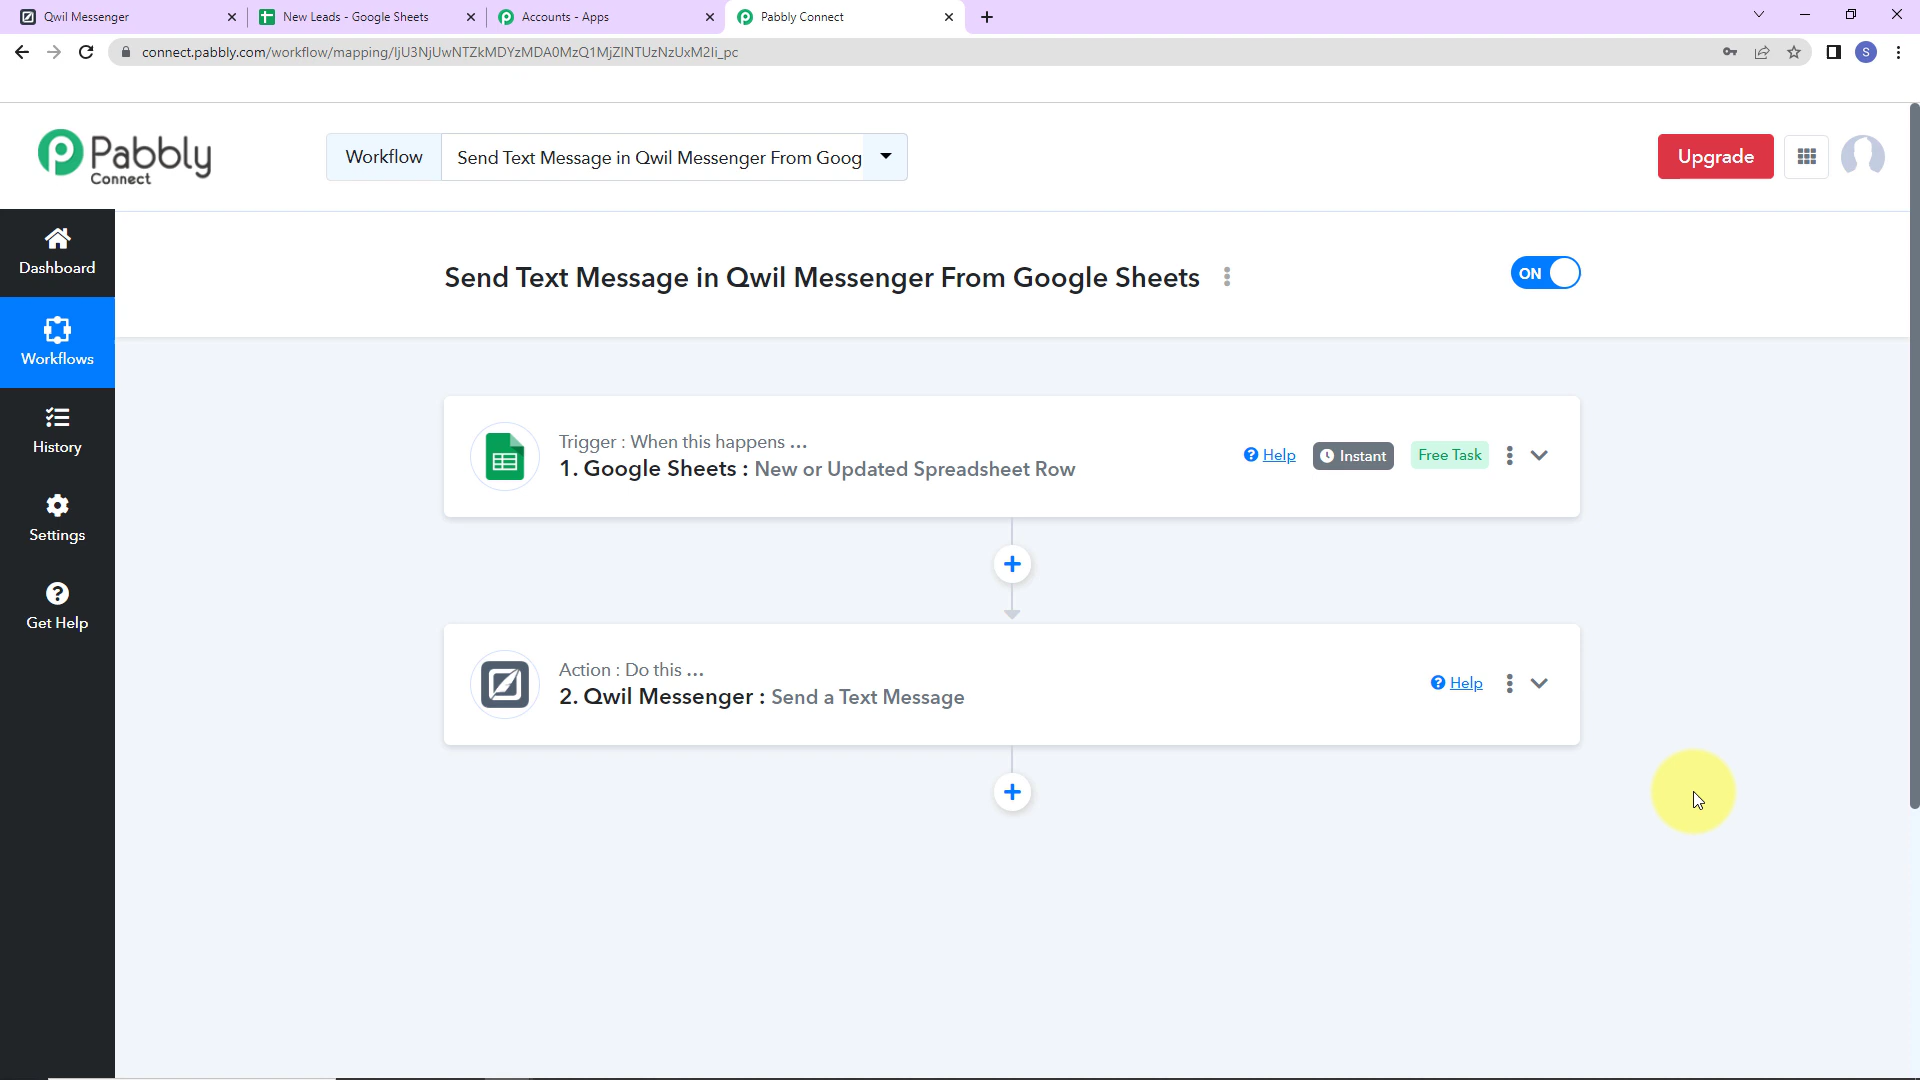 Qwil Messenger
New Leads - Google Sheets
Accounts - Apps
Pabbly Connect
connect.pabbly.com/workflow/mapping/IjU3NjUwNTZkMDYzMDA0MzQ1MjZlNTUzNzUxM2Ii_pc
S
Pabbly
Connect
Workflow
Send Text Message in Qwil Messenger From Goog
Upgrade
Dashboard
Workflows
History
Settings
Get Help
Send Text Message in Qwil Messenger From Google Sheets
ON
Trigger : When this happens ...
1. Google Sheets : New or Updated Spreadsheet Row
Help
Instant
Free Task
Action : Do this ...
2. Qwil Messenger : Send a Text Message
Help